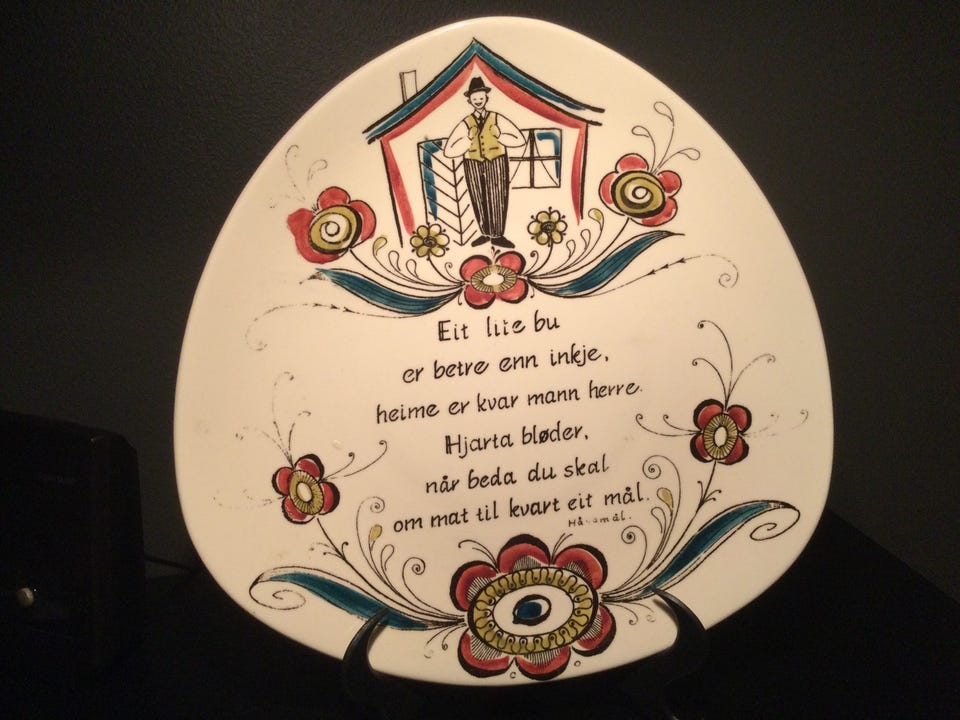 Eit lite bu
er betre enn inkje,
heime er kvar mann herre.
Hjarta bløder,
når beda du skal
om mat til kvart eit mål.
Håvamål.